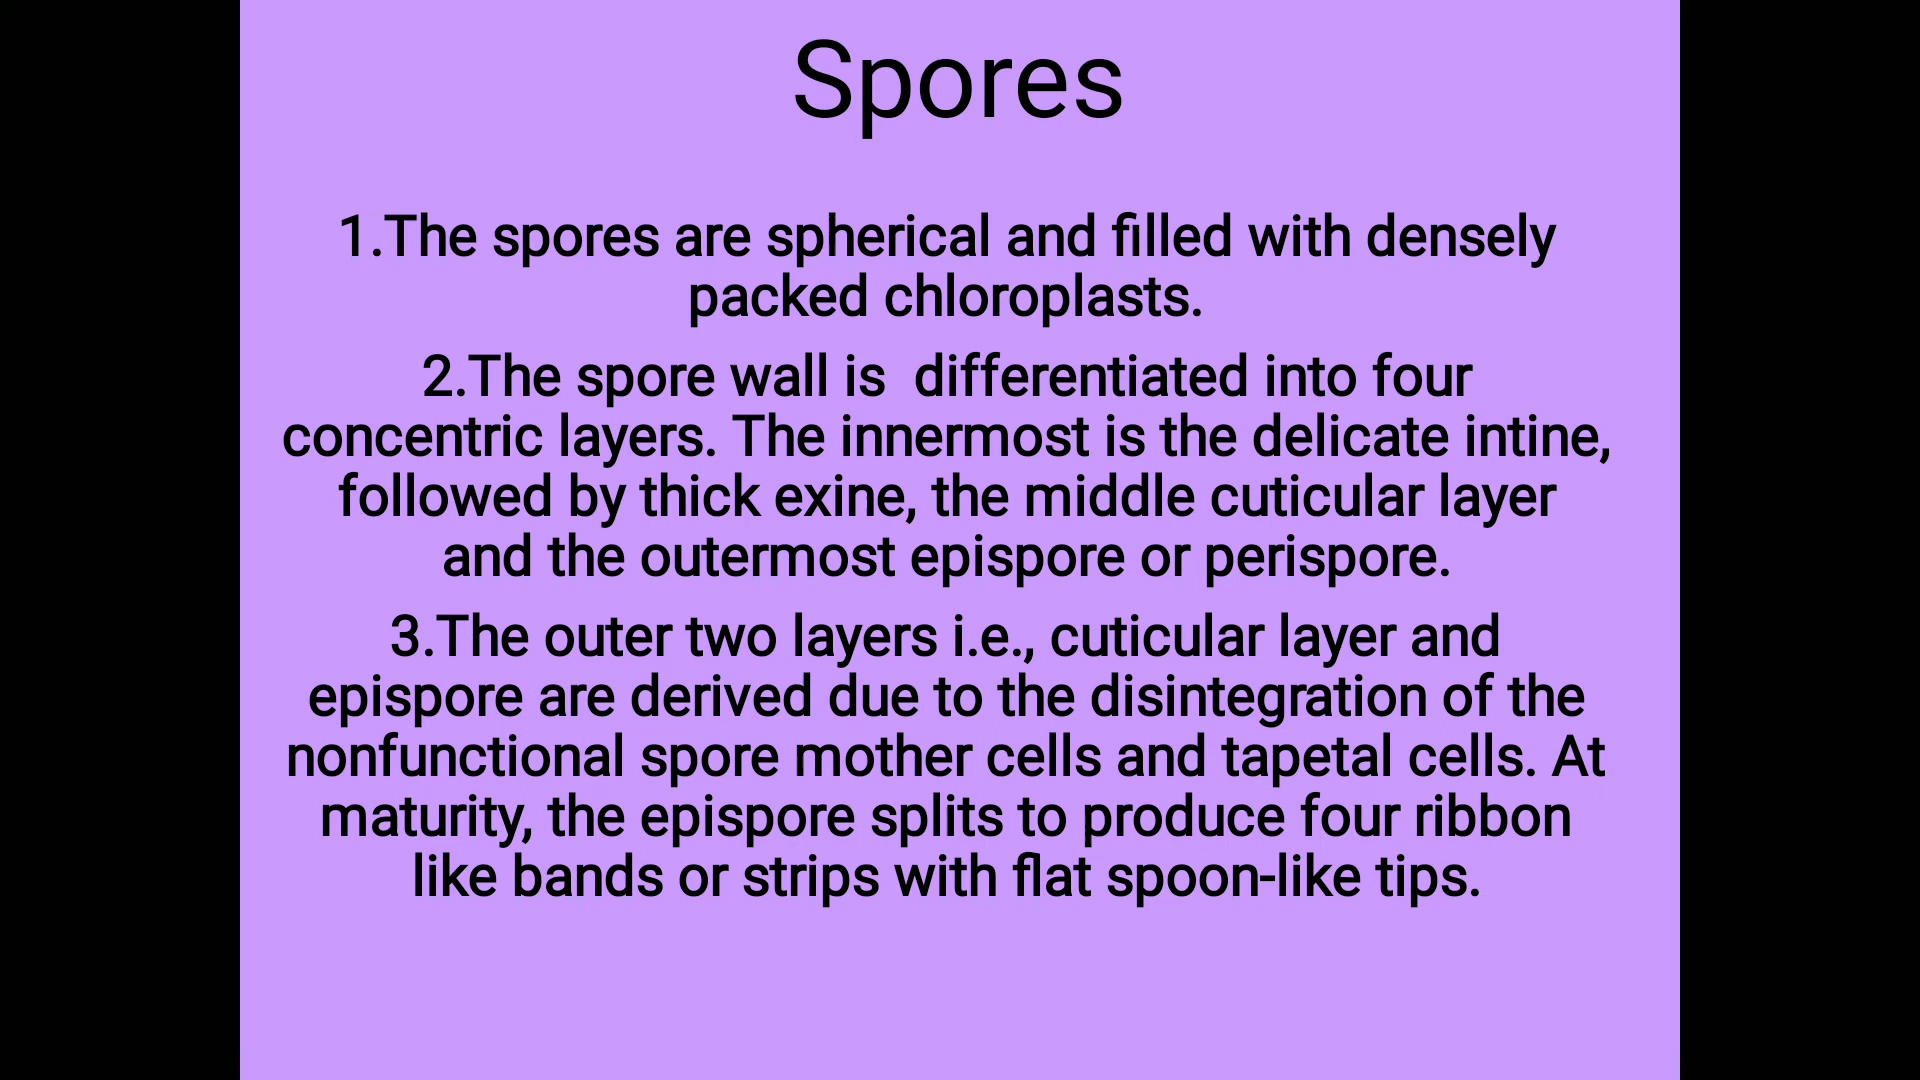 Spores
1.The spores are spherical and filled with densely
packed chloroplasts.
2.The spore wall is  differentiated into four
concentric layers. The innermost is the delicate intine,
followed by thick exine, the middle cuticular layer
and the outermost epispore or perispore.
3.The outer two layers i.e., cuticular layer and
epispore are derived due to the disintegration of the
nonfunctional spore mother cells and tapetal cells. At
maturity, the epispore splits to produce four ribbon
like bands or strips with flat spoon-like tips.